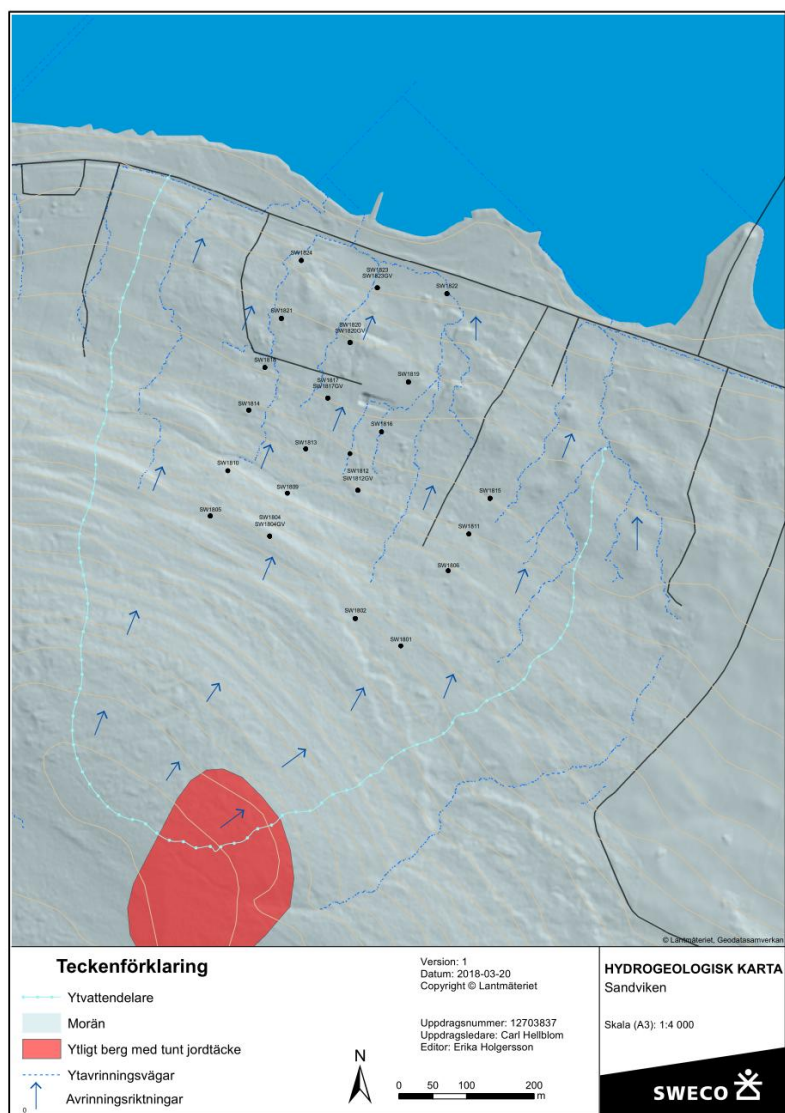 SW1824
SW1823
SW1823GV
SW1822
SW1821
SW1820
SW1820GV
SW1818
SW1819
SW1817
SW1817GV
SW1814
SW1816
SW1813
SW1810
SW1812
SW1812GV
SW1809
SW1815
SW1805
SW1804
SW1804GV
SW1811
SW1802
SW1801
© Lantmäteriet, Geodatasamverkan
Teckenförklaring
Ytvattendelare
Morän
Ytligt berg med tunt jordtäcke
Ytavrinningsvägar
Avrinningsriktningar
0
Version: 1
Datum: 2018-03-20
Copyright © Lantmäteriet
Uppdragsnummer: 12703837
Uppdragsledare: Carl Hellblom
Editor: Erika Holgersson
N
0 50 100 200
m
HYDROGEOLOGISK KARTA
Sandviken
Skala (A3): 1:4 000
SWECO